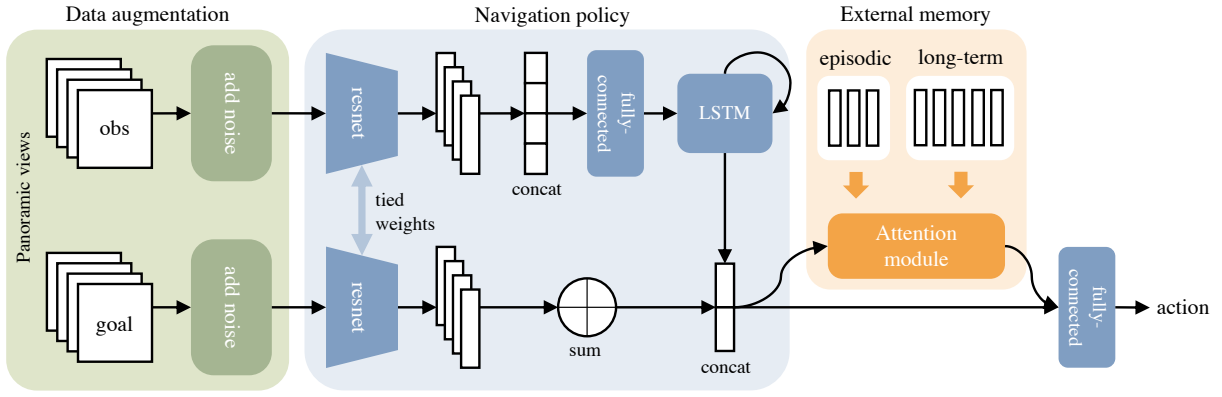 Data augmentation
Navigation policy
External memory
Panoramic views
obs
add noise
resnet
concat
fully-
connected
LSTM
episodic
long-term
tied
weights
goal
add noise
resnet
sum
concat
Attention
module
fully-
connected
action